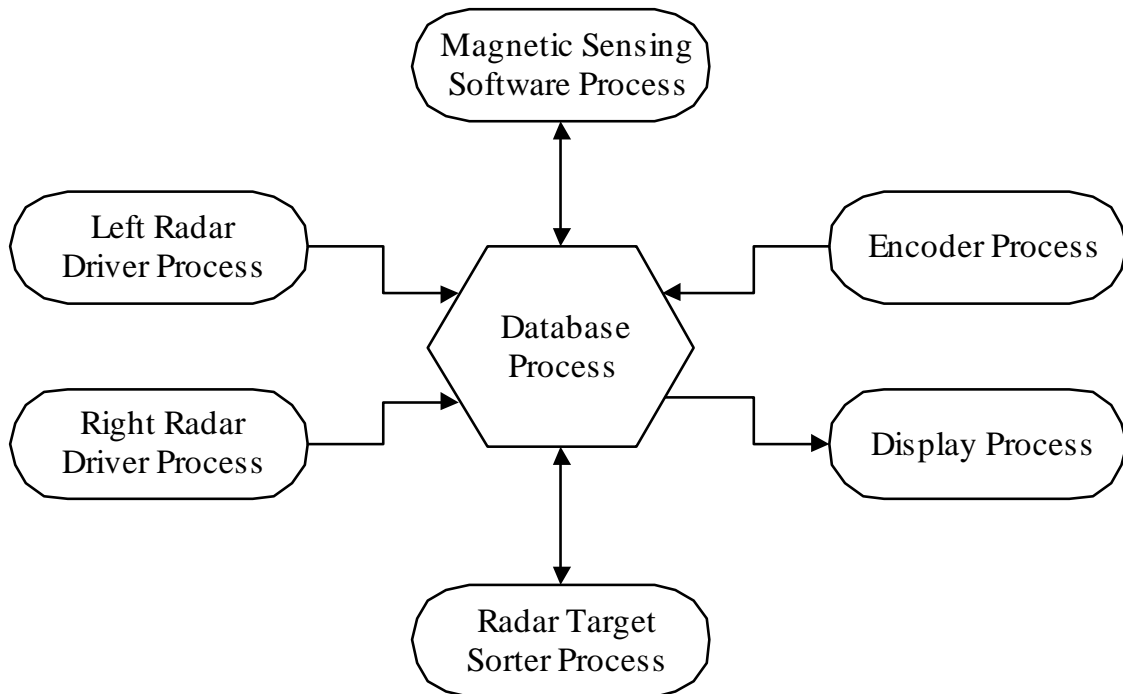 Magnetic Sensing
Software Process
Left Radar
Driver Process
Encoder Process
Database
Process
Right Radar
Driver Process
Display Process
Radar Target
Sorter Process